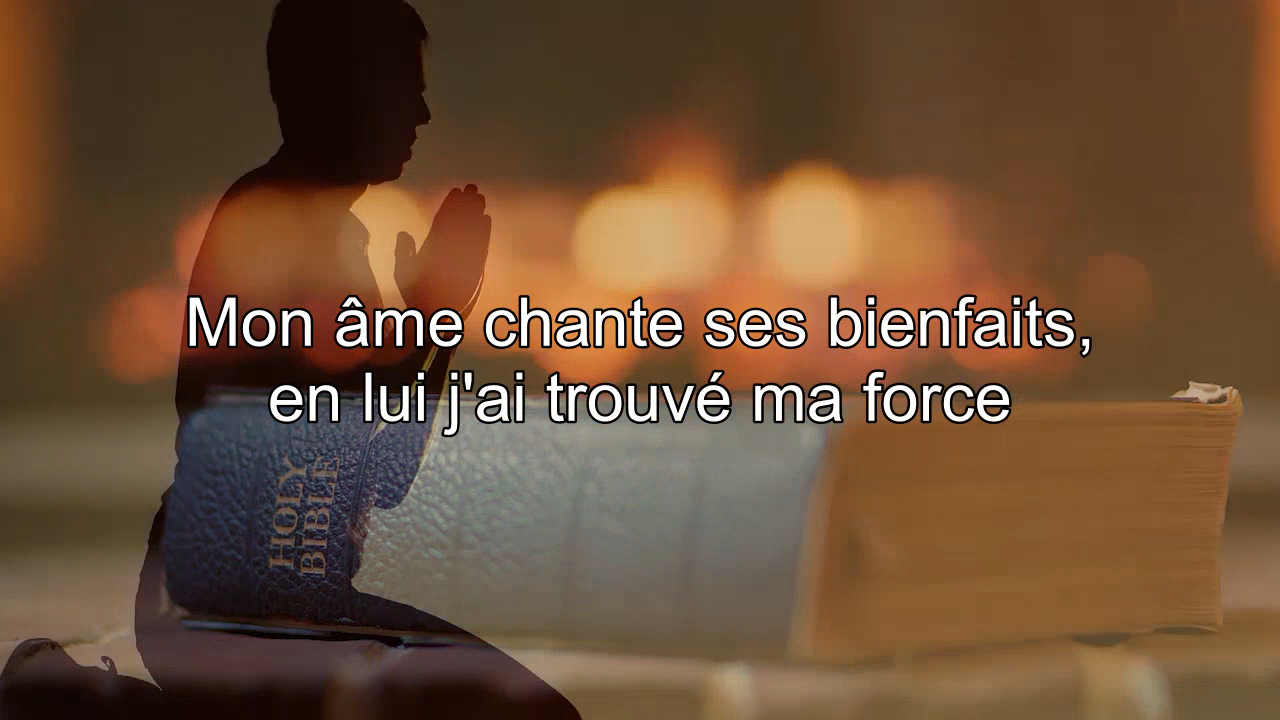 Mon âme chante ses bienfaits,
en lui j'ai trouvé ma force
HOLY
BIBLE